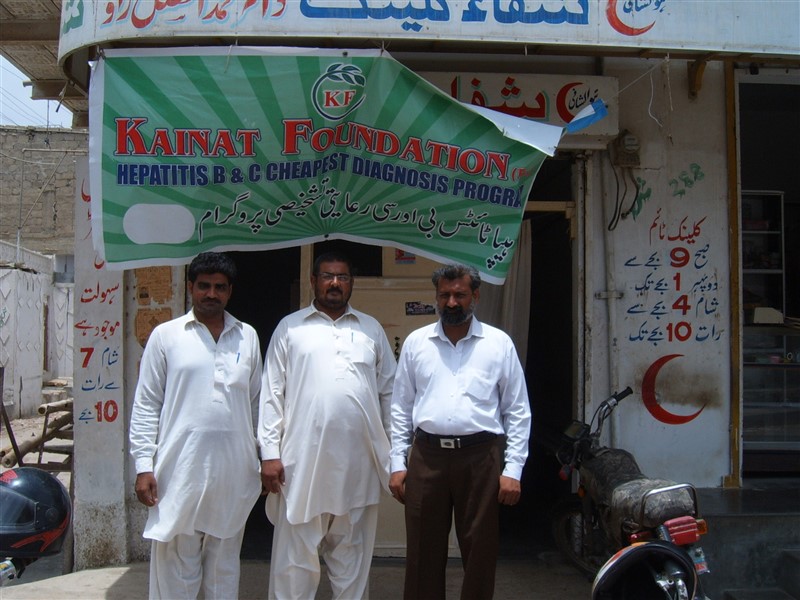 شفاء کلینک
KF
KAINAT FOUNDATION
HEPATITIS B & C CHEAPEST DIAGNOSIS PROGRA
ہیپاٹائٹس بی اور سی رعایتی تشخیصی پروگرام
288
کلینک ٹائم
صبح 9 بجے سے
دوپہر 1 بجے تک
شام 4 بجے سے
رات 10 بجے تک
سہولت
موجود ہے
شام 7
سے رات
10 بجے